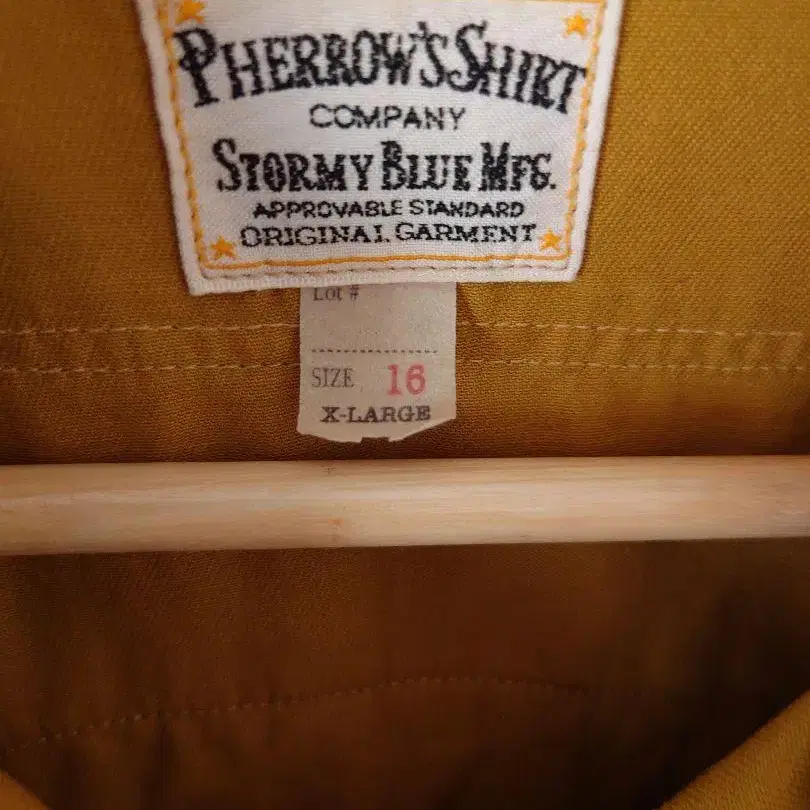 PHERROW'S SHIRT
COMPANY
STORMY BLUE MFG.
APPROVABLE STANDARD
ORIGINAL GARMENT
Lot #
SIZE 16
X-LARGE